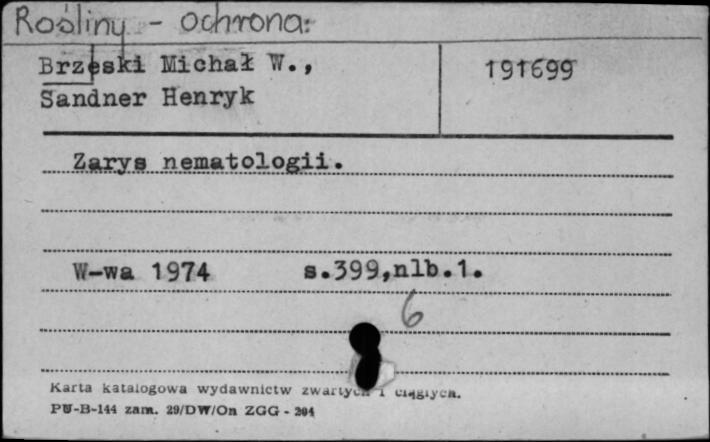 Rośliny - ochrona:
Brzeski Michał W., 191699
Sandner Henryk
Zarys nematologii.
W-wa 1974 s.399,nlb.1.
6
Karta katalogowa wydawnictw zwartych i ciągłych.
PU-B-144 zam. 29/DW/On ZGG - 204